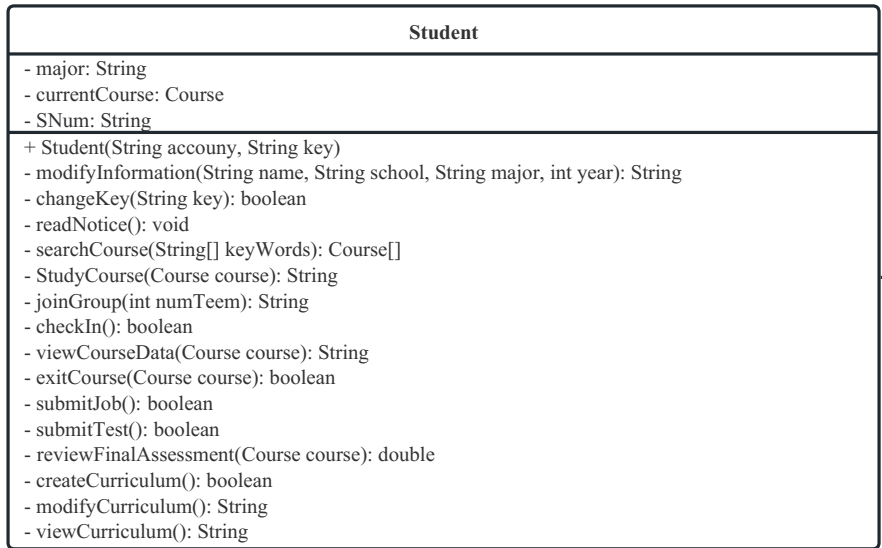 Student
- major: String
- currentCourse: Course
- SNum: String
+ Student(String accouny, String key)
- modifyInformation(String name, String school, String major, int year): String
- changeKey(String key): boolean
- readNotice(): void
- searchCourse(String[] keyWords): Course[]
- StudyCourse(Course course): String
- joinGroup(int numTeem): String
- checkIn(): boolean
- viewCourseData(Course course): String
- exitCourse(Course course): boolean
- submitJob(): boolean
- submitTest(): boolean
- reviewFinalAssessment(Course course): double
- createCurriculum(): boolean
- modifyCurriculum(): String
- viewCurriculum(): String